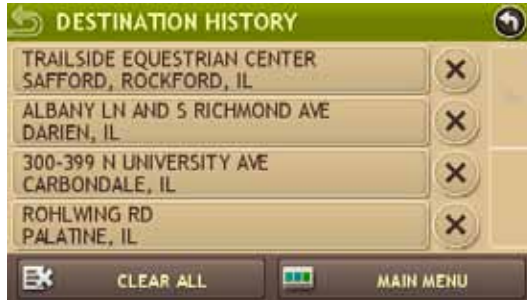 DESTINATION HISTORY
TRAILSIDE EQUESTRIAN CENTER
SAFFORD, ROCKFORD, IL
ALBANY LN AND S RICHMOND AVE
DARIEN, IL
300-399 N UNIVERSITY AVE
CARBONDALE, IL
ROHLWING RD
PALATINE, IL
CLEAR ALL
MAIN MENU